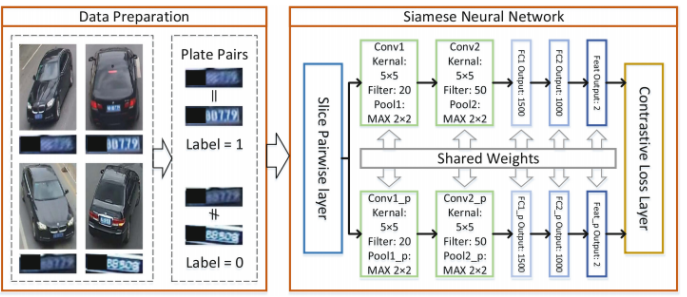 Data Preparation
Siamese Neural Network
Plate Pairs
=
00779
Label = 1
≠
Label = 0
00779
Slice Pairwise layer
Conv1
Kernal:
5×5
Filter: 20
Pool1:
MAX 2×2
Conv2
Kernal:
5×5
Filter: 50
Pool2:
MAX 2×2
FC1 Output: 1500
FC2 Output: 1000
Feat Output: 2
Shared Weights
Conv1_p
Kernal:
5×5
Filter: 20
Pool1_p:
MAX 2×2
Conv2_p
Kernal:
5×5
Filter: 50
Pool2_p:
MAX 2×2
FC1_p Output: 1500
FC2_p Output: 1000
Feat_p Output: 2
Contrastive Loss Layer